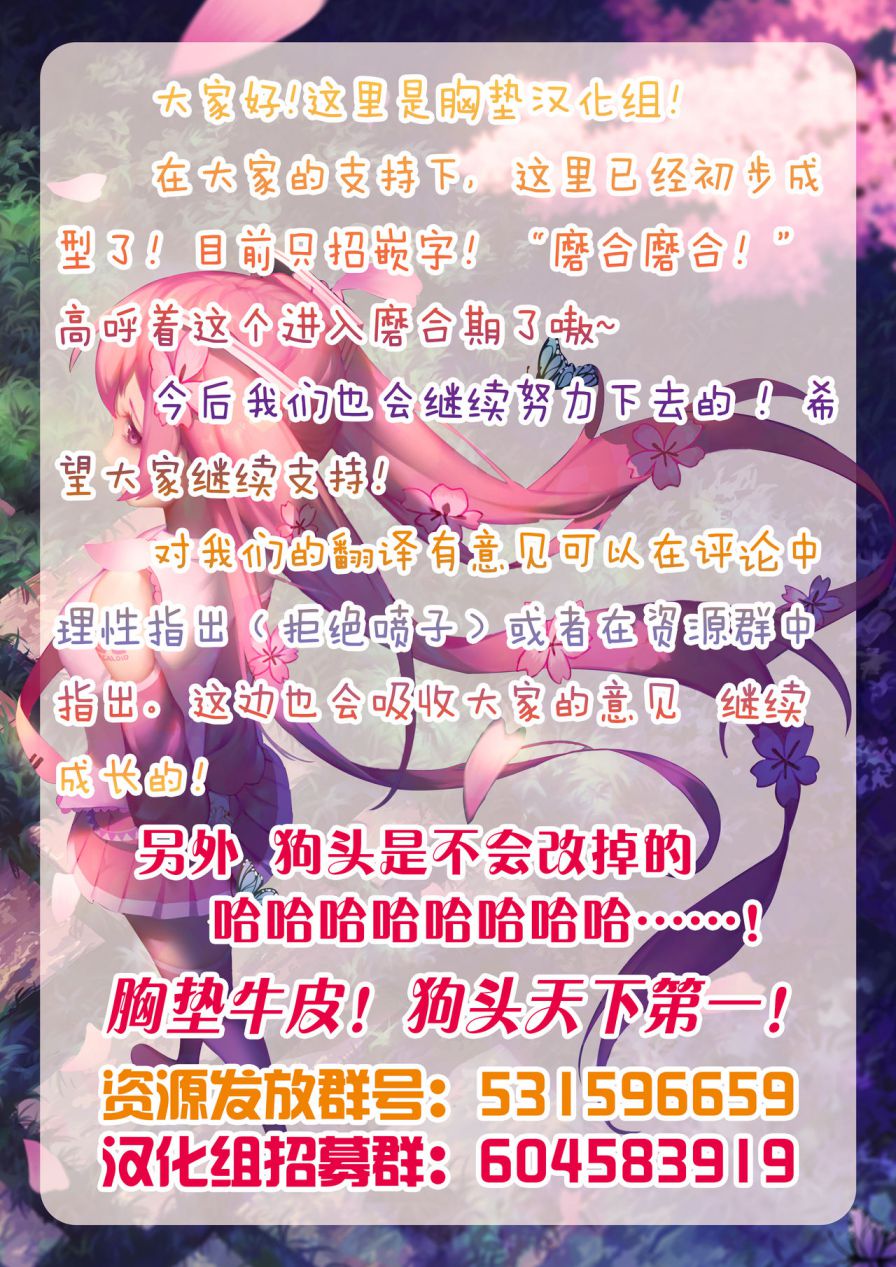 大家好!这里是胸垫汉化组!
在大家的支持下，这里已经初步成
型了！目前只招嵌字！“磨合磨合！”
高呼着这个进入磨合期了嗷~
今后我们也会继续努力下去的！希
望大家继续支持！
对我们的翻译有意见可以在评论中
理性指出（拒绝喷子）或者在资源群中
指出。这边也会吸收大家的意见 继续
成长的！
另外 狗头是不会改掉的
哈哈哈哈哈哈哈哈……！
胸垫牛皮！狗头天下第一！
资源发放群号：531596659
汉化组招募群：604583919